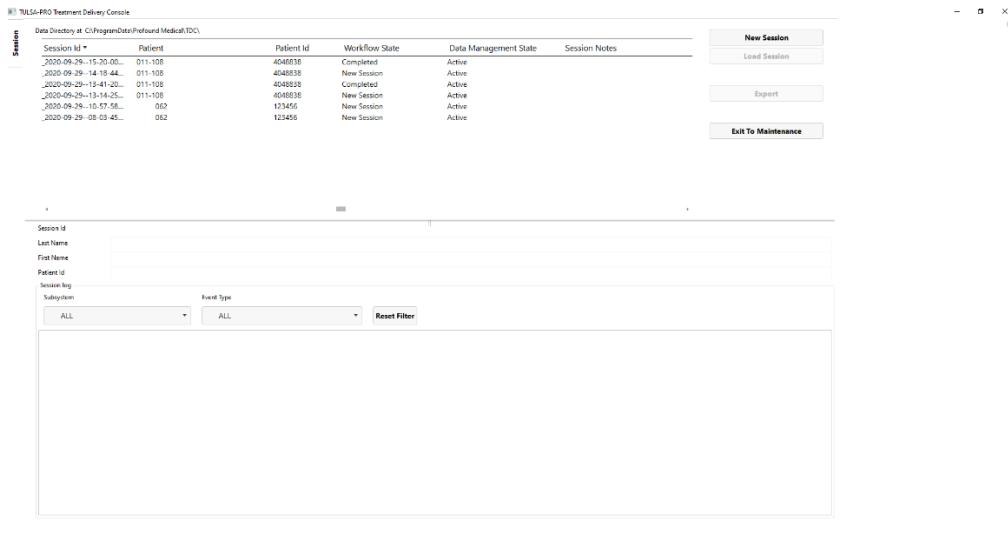 TULSA-PRO Treatment Delivery Console
Session
Data Directory at C:\ProgramData\Profound Medical\TDC\
Session Id Patient Patient Id Workflow State Data Management State Session Notes
_2020-09-29--15-20-00... 011-108 4048838 Completed Active
_2020-09-29--14-18-44... 011-108 4048838 New Session Active
_2020-09-29--13-41-20... 011-108 4048838 Completed Active
_2020-09-29--13-14-25... 011-108 4048838 New Session Active
_2020-09-29--10-57-58... 062 123456 New Session Active
_2020-09-29--08-03-45... 062 123456 New Session Active
New Session
Load Session
Export
Exit To Maintenance
Session Id
Last Name
First Name
Patient Id
Session log
Subsystem Event Type
ALL ALL Reset Filter